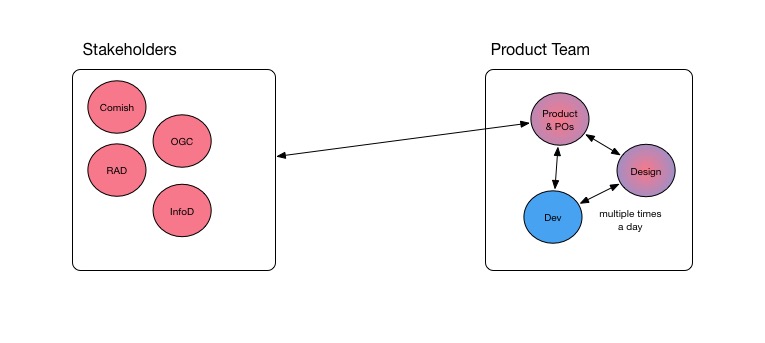 Stakeholders
Product Team
Comish
OGC
RAD
InfoD
Product
& POs
Design
Dev
multiple times
a day